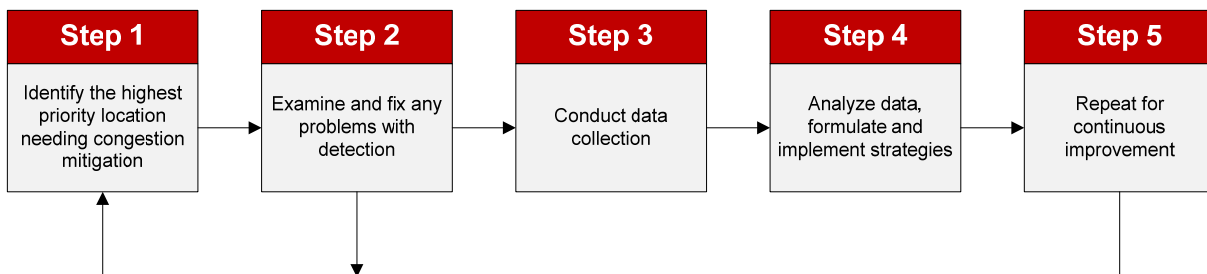 Step 1
Identify the highest
priority location
needing congestion
mitigation
Step 2
Examine and fix any
problems with
detection
Step 3
Conduct data
collection
Step 4
Analyze data,
formulate and
implement strategies
Step 5
Repeat for
continuous
improvement